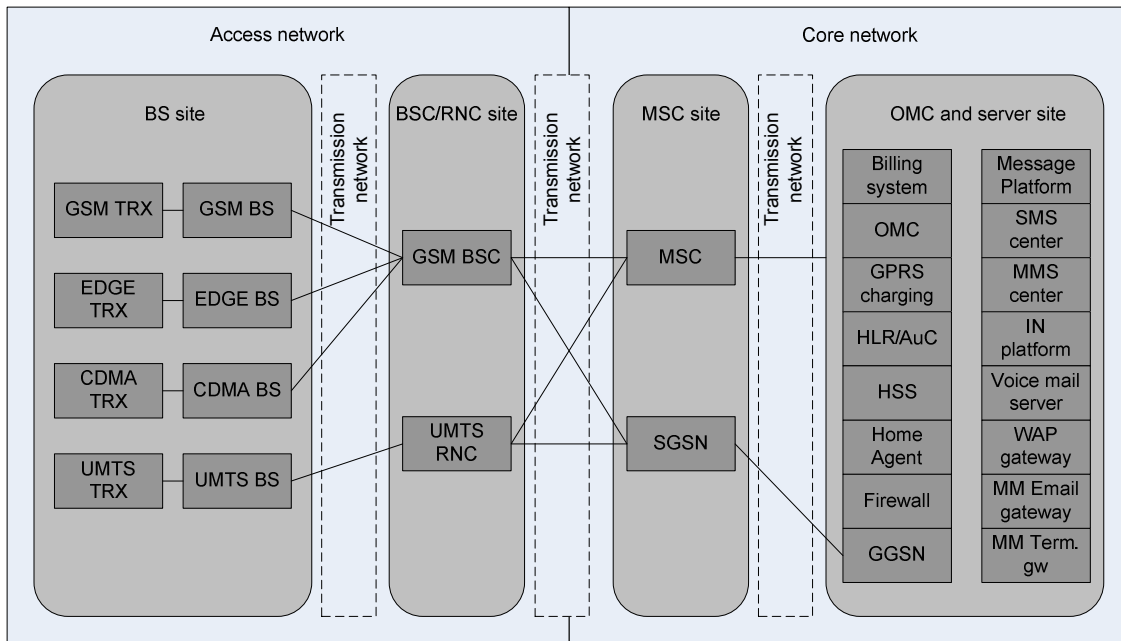 Access network
Core network
BS site
GSM TRX
GSM BS
EDGE
TRX
EDGE BS
CDMA
TRX
CDMA BS
UMTS
TRX
UMTS BS
Transmission
network
BSC/RNC site
GSM BSC
UMTS
RNC
Transmission
network
MSC site
MSC
SGSN
Transmission
network
OMC and server site
Billing
system
OMC
GPRS
charging
HLR/AuC
HSS
Home
Agent
Firewall
GGSN
Message
Platform
SMS
center
MMS
center
IN
platform
Voice mail
server
WAP
gateway
MM Email
gateway
MM Term.
gw